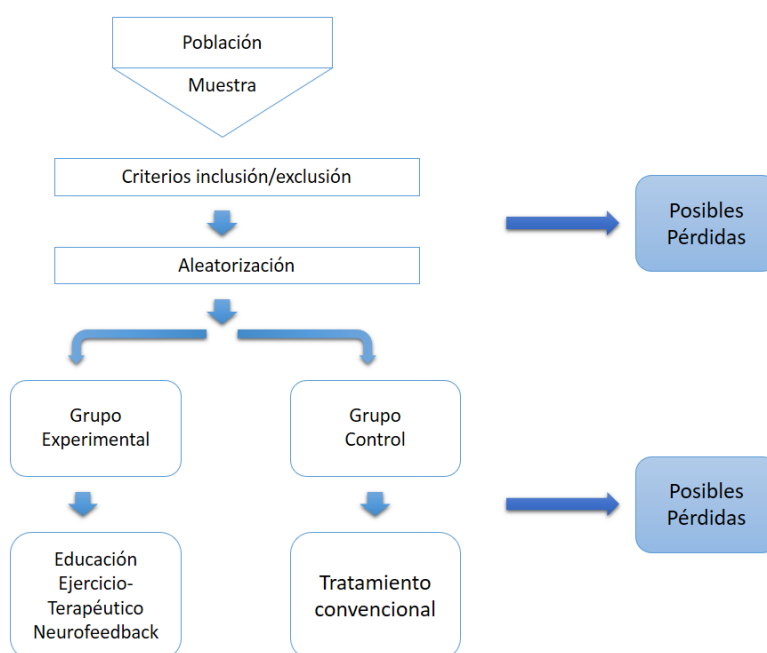 Población
Muestra
Criterios inclusión/exclusión
Posibles
Pérdidas
Aleatorización
Grupo
Experimental
Grupo
Control
Posibles
Pérdidas
Educación
Ejercicio-
Terapéutico
Neurofeedback
Tratamiento
convencional